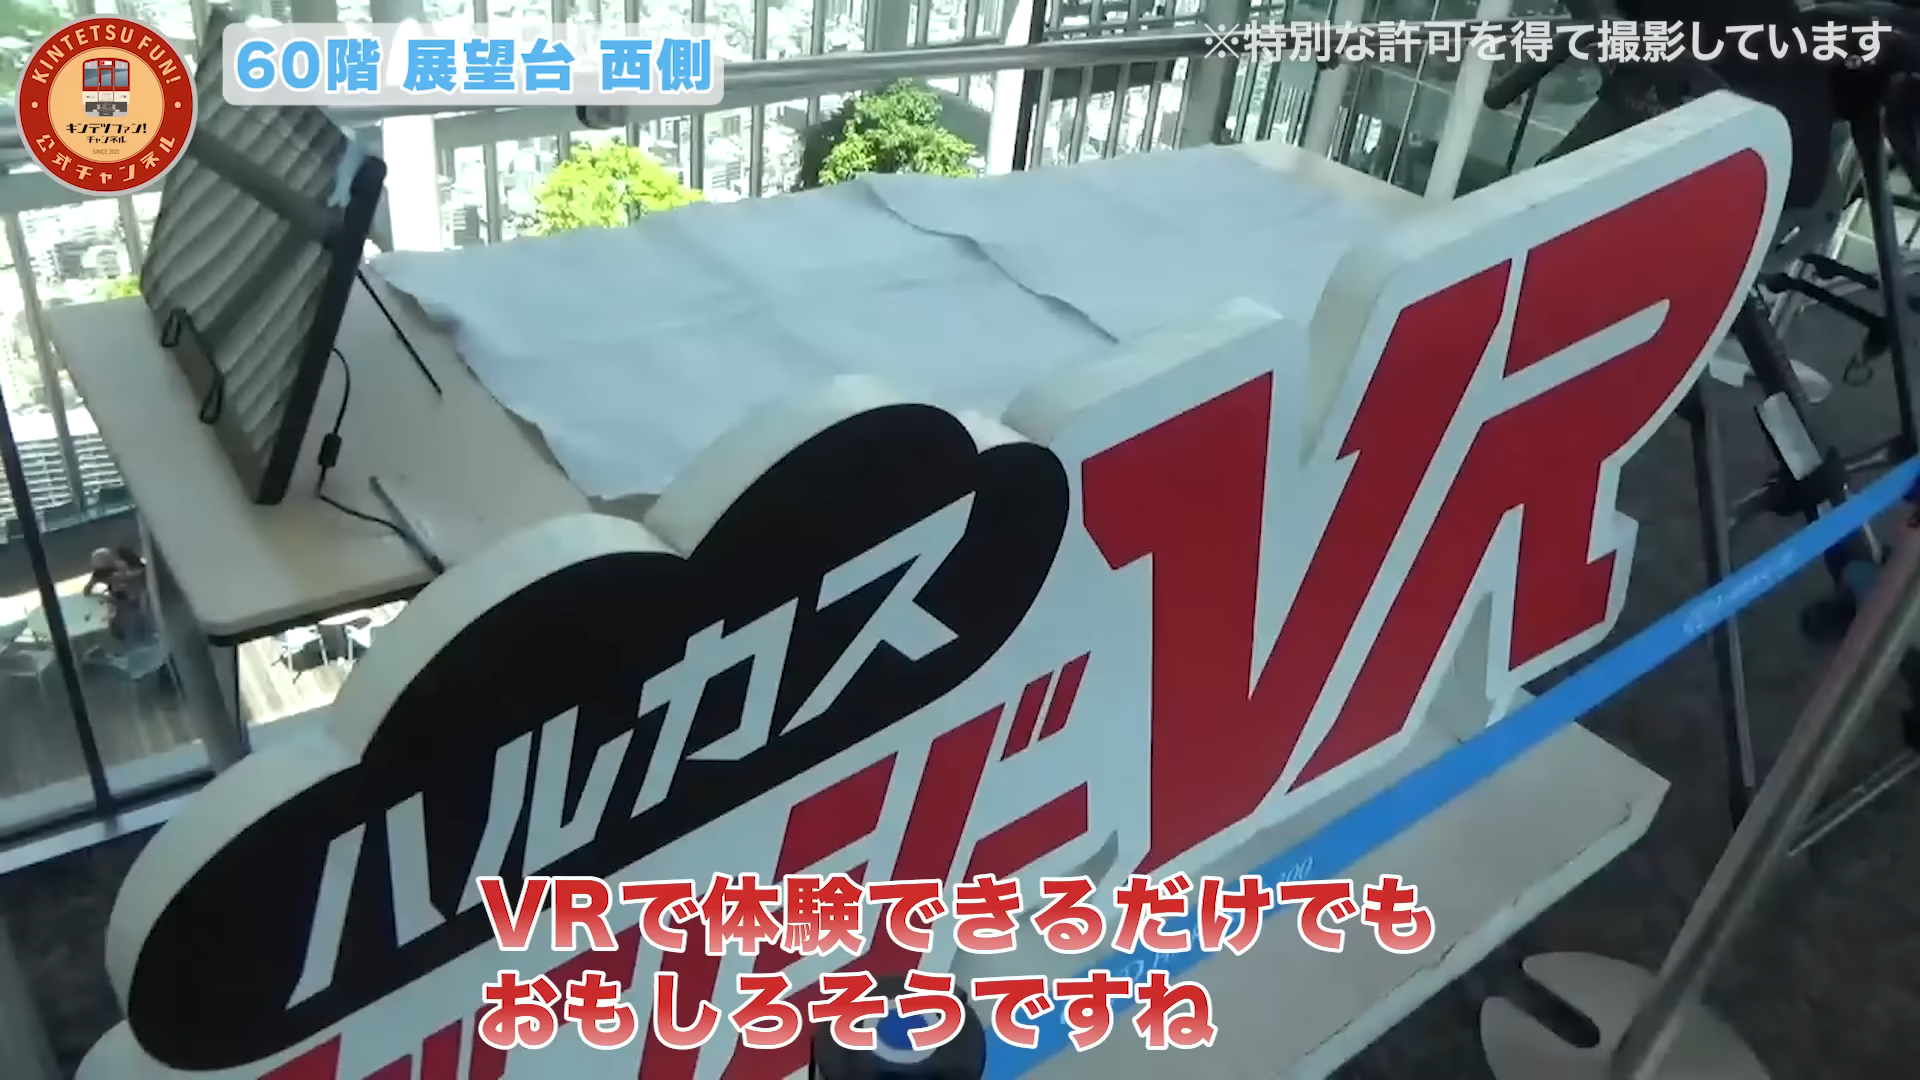 KINTETSU FUN!
キンテツファン!
チャンネル
SINCE 2021
公式チャンネル
60階 展望台 西側
※特別な許可を得て撮影しています
ハルカス
VR
VRで体験できるだけでも
おもしろそうですね